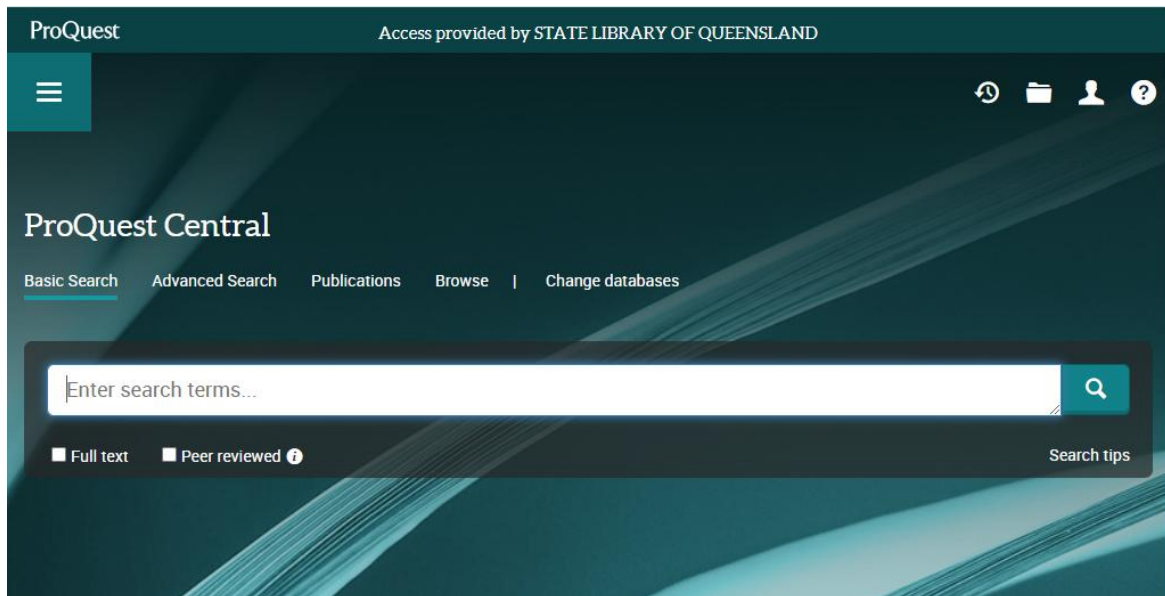 ProQuest Access provided by STATE LIBRARY OF QUEENSLAND
ProQuest Central
Basic Search Advanced Search Publications Browse | Change databases
Enter search terms...
Full text Peer reviewed Search tips